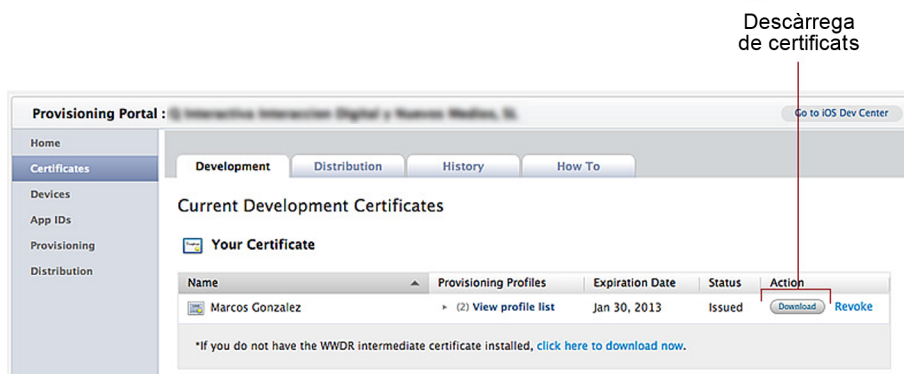 Descàrrega
de certificats
Provisioning Portal :
Go to iOS Dev Center
Home
Certificates
Devices
App IDs
Provisioning
Distribution
Development Distribution History How To
Current Development Certificates
Your Certificate
Name Provisioning Profiles Expiration Date Status Action
Marcos Gonzalez (2) View profile list Jan 30, 2013 Issued Download Revoke
*If you do not have the WWDR intermediate certificate installed, click here to download now.